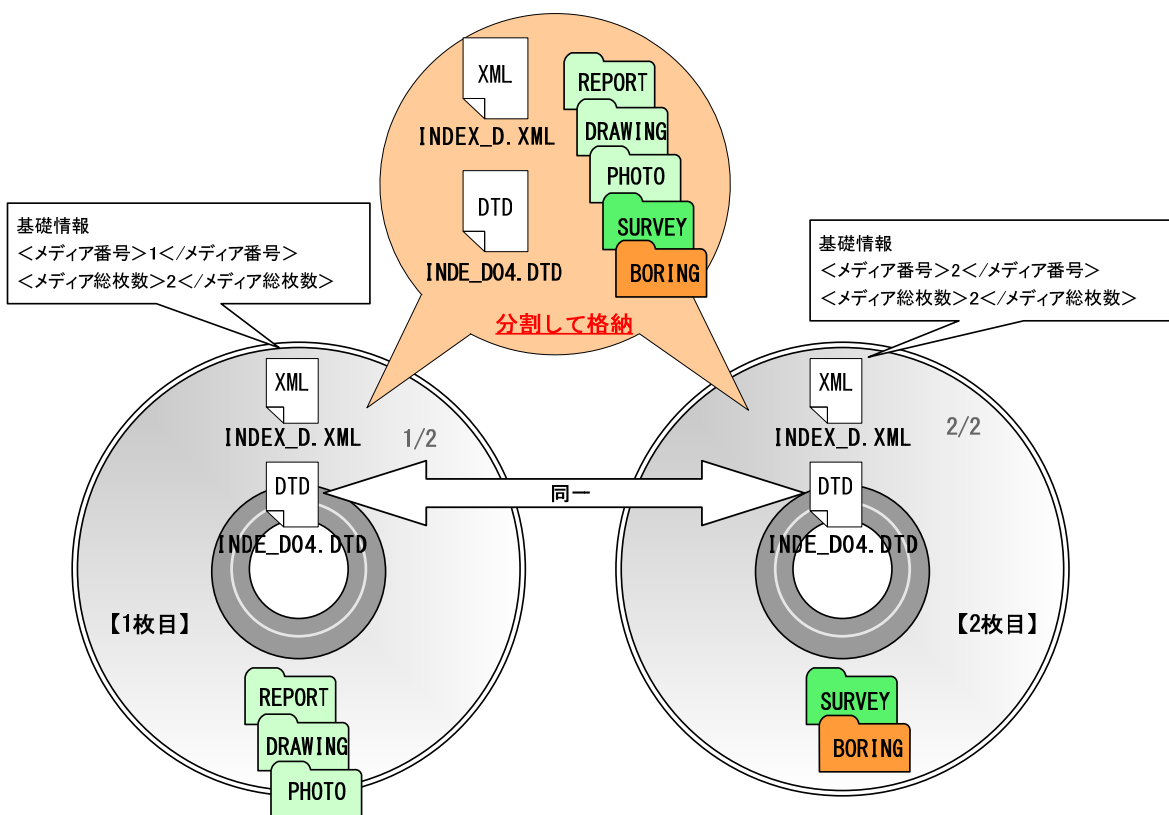 XML
INDEX_D.XML
DTD
INDE_D04.DTD
REPORT
DRAWING
PHOTO
SURVEY
BORING
分割して格納
基礎情報
<メディア番号>1</メディア番号>
<メディア総枚数>2</メディア総枚数>
基礎情報
<メディア番号>2</メディア番号>
<メディア総枚数>2</メディア総枚数>
XML
INDEX_D.XML
1/2
DTD
INDE_D04.DTD
【1枚目】
REPORT
DRAWING
PHOTO
同一
XML
INDEX_D.XML
2/2
DTD
INDE_D04.DTD
【2枚目】
SURVEY
BORING